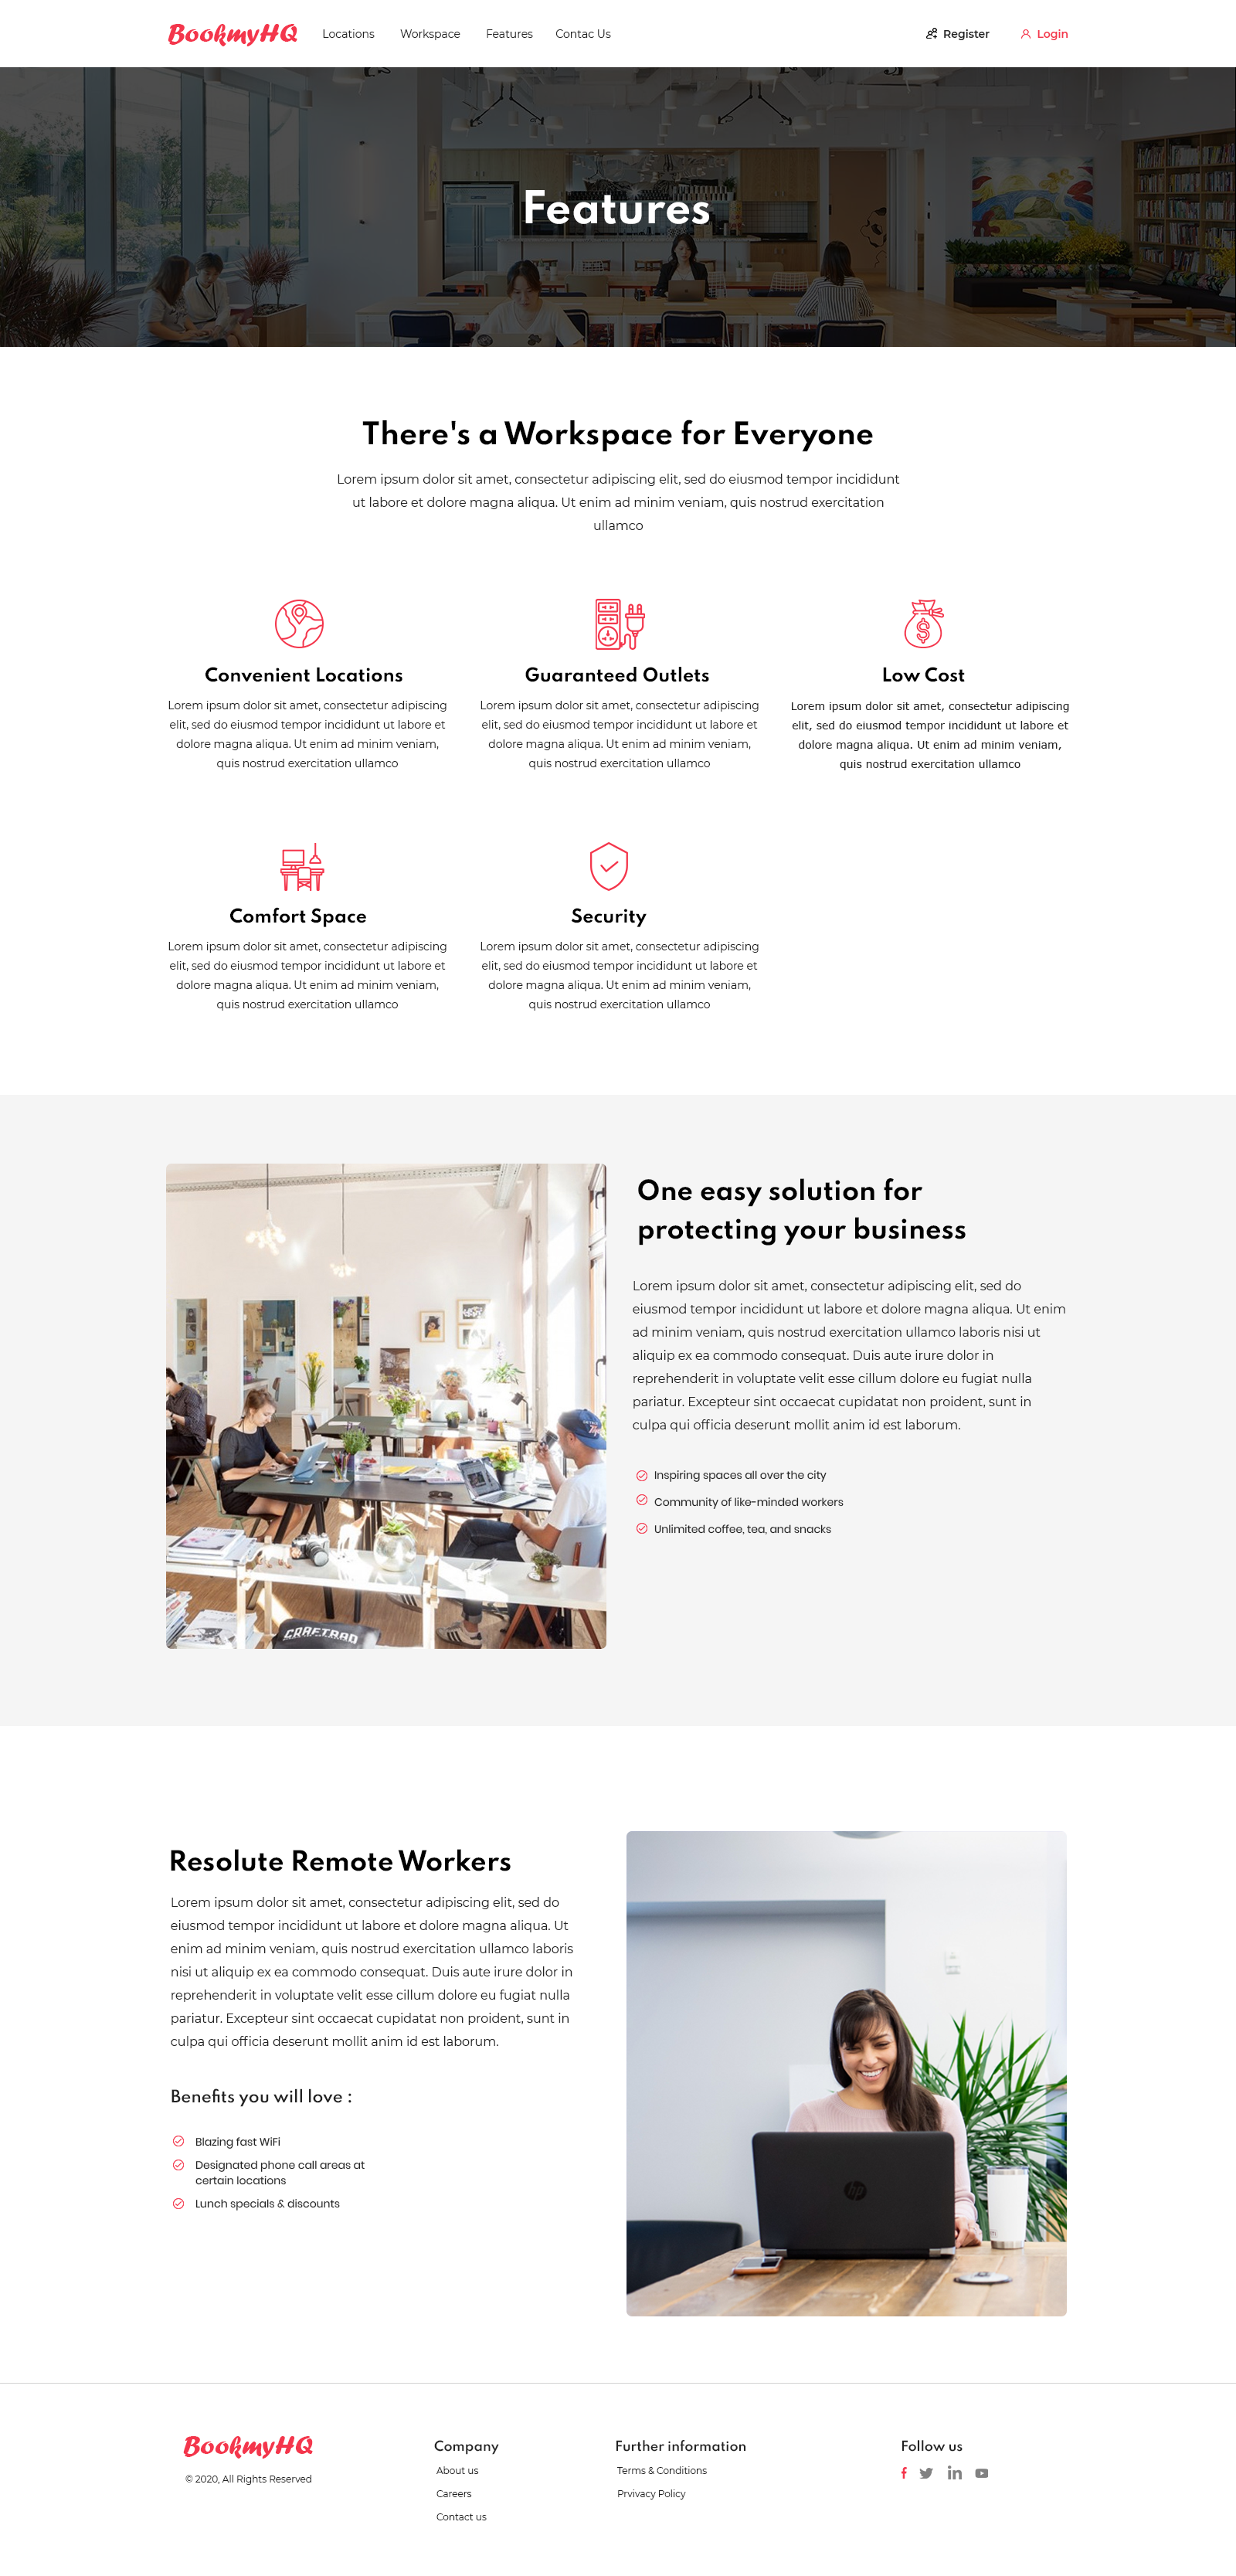 BookmyHQ
Locations
Workspace
Features
Contac Us
Register
Login
Features
There's a Workspace for Everyone
Lorem ipsum dolor sit amet, consectetur adipiscing elit, sed do eiusmod tempor incididunt
ut labore et dolore magna aliqua. Ut enim ad minim veniam, quis nostrud exercitation
ullamco
Convenient Locations
Lorem ipsum dolor sit amet, consectetur adipiscing
elit, sed do eiusmod tempor incididunt ut labore et
dolore magna aliqua. Ut enim ad minim veniam,
quis nostrud exercitation ullamco
Guaranteed Outlets
Lorem ipsum dolor sit amet, consectetur adipiscing
elit, sed do eiusmod tempor incididunt ut labore et
dolore magna aliqua. Ut enim ad minim veniam,
quis nostrud exercitation ullamco
Low Cost
Lorem ipsum dolor sit amet, consectetur adipiscing
elit, sed do eiusmod tempor incididunt ut labore et
dolore magna aliqua. Ut enim ad minim veniam,
quis nostrud exercitation ullamco
Comfort Space
Lorem ipsum dolor sit amet, consectetur adipiscing
elit, sed do eiusmod tempor incididunt ut labore et
dolore magna aliqua. Ut enim ad minim veniam,
quis nostrud exercitation ullamco
Security
Lorem ipsum dolor sit amet, consectetur adipiscing
elit, sed do eiusmod tempor incididunt ut labore et
dolore magna aliqua. Ut enim ad minim veniam,
quis nostrud exercitation ullamco
CRAFTRAD
One easy solution for
protecting your business
Lorem ipsum dolor sit amet, consectetur adipiscing elit, sed do
eiusmod tempor incididunt ut labore et dolore magna aliqua. Ut enim
ad minim veniam, quis nostrud exercitation ullamco laboris nisi ut
aliquip ex ea commodo consequat. Duis aute irure dolor in
reprehenderit in voluptate velit esse cillum dolore eu fugiat nulla
pariatur. Excepteur sint occaecat cupidatat non proident, sunt in
culpa qui officia deserunt mollit anim id est laborum.
Inspiring spaces all over the city
Community of like-minded workers
Unlimited coffee, tea, and snacks
Resolute Remote Workers
Lorem ipsum dolor sit amet, consectetur adipiscing elit, sed do
eiusmod tempor incididunt ut labore et dolore magna aliqua. Ut
enim ad minim veniam, quis nostrud exercitation ullamco laboris
nisi ut aliquip ex ea commodo consequat. Duis aute irure dolor in
reprehenderit in voluptate velit esse cillum dolore eu fugiat nulla
pariatur. Excepteur sint occaecat cupidatat non proident, sunt in
culpa qui officia deserunt mollit anim id est laborum.
Benefits you will love :
Blazing fast WiFi
Designated phone call areas at
certain locations
Lunch specials & discounts
hp
BookmyHQ
© 2020, All Rights Reserved
Company
About us
Careers
Contact us
Further information
Terms & Conditions
Prvivacy Policy
Follow us